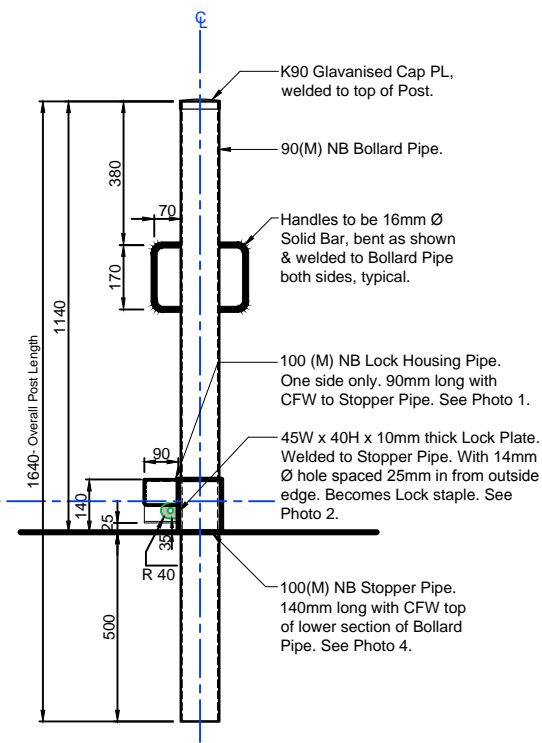 ℄
K90 Glavanised Cap PL,
welded to top of Post.
90(M) NB Bollard Pipe.
380
70
Handles to be 16mm Ø
Solid Bar, bent as shown
& welded to Bollard Pipe
both sides, typical.
170
1140
1640- Overall Post Length
100 (M) NB Lock Housing Pipe.
One side only. 90mm long with
CFW to Stopper Pipe. See Photo 1.
90
45W x 40H x 10mm thick Lock Plate.
Welded to Stopper Pipe. With 14mm
Ø hole spaced 25mm in from outside
edge. Becomes Lock staple. See
Photo 2.
140
25
35
R 40
100(M) NB Stopper Pipe.
140mm long with CFW top
of lower section of Bollard
Pipe. See Photo 4.
500